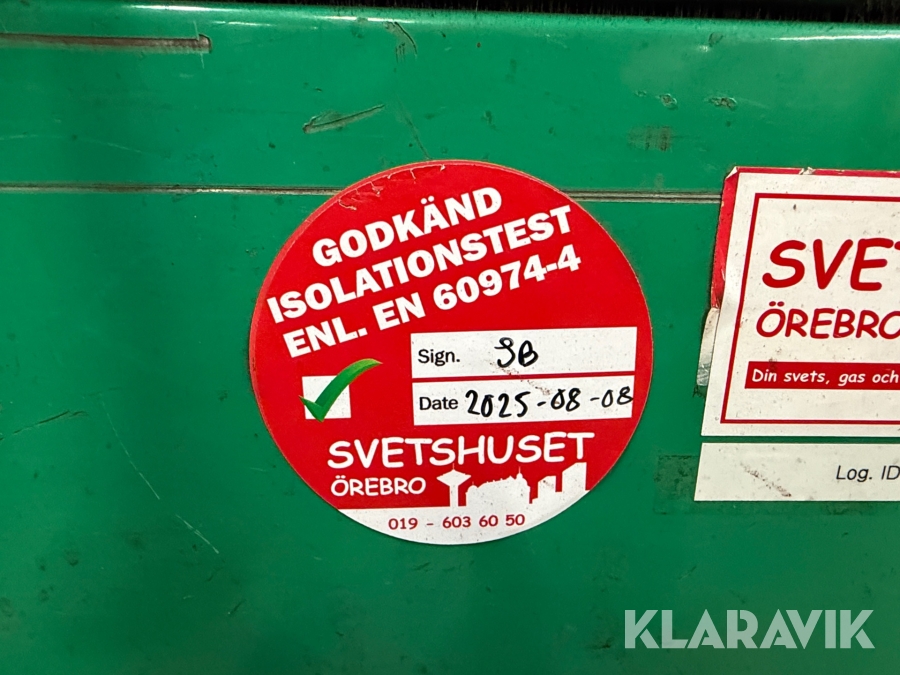 GODKÄND
ISOLATIONSTEST
ENL. EN 60974-4
Sign. SB
Date 2025-08-08
SVETSHUSET
ÖREBRO
019 - 603 60 50
SVET
ÖREBRO
Din svets, gas och
Log. ID
KLARAVIK